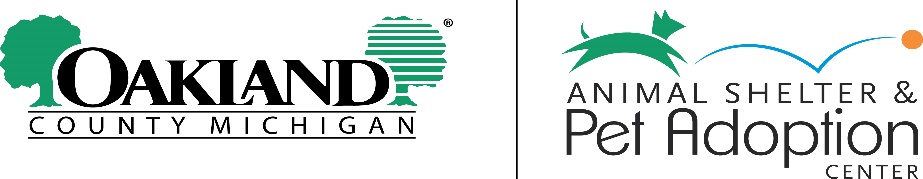 OAKLAND®
COUNTY MICHIGAN
ANIMAL SHELTER &
Pet Adoption
CENTER